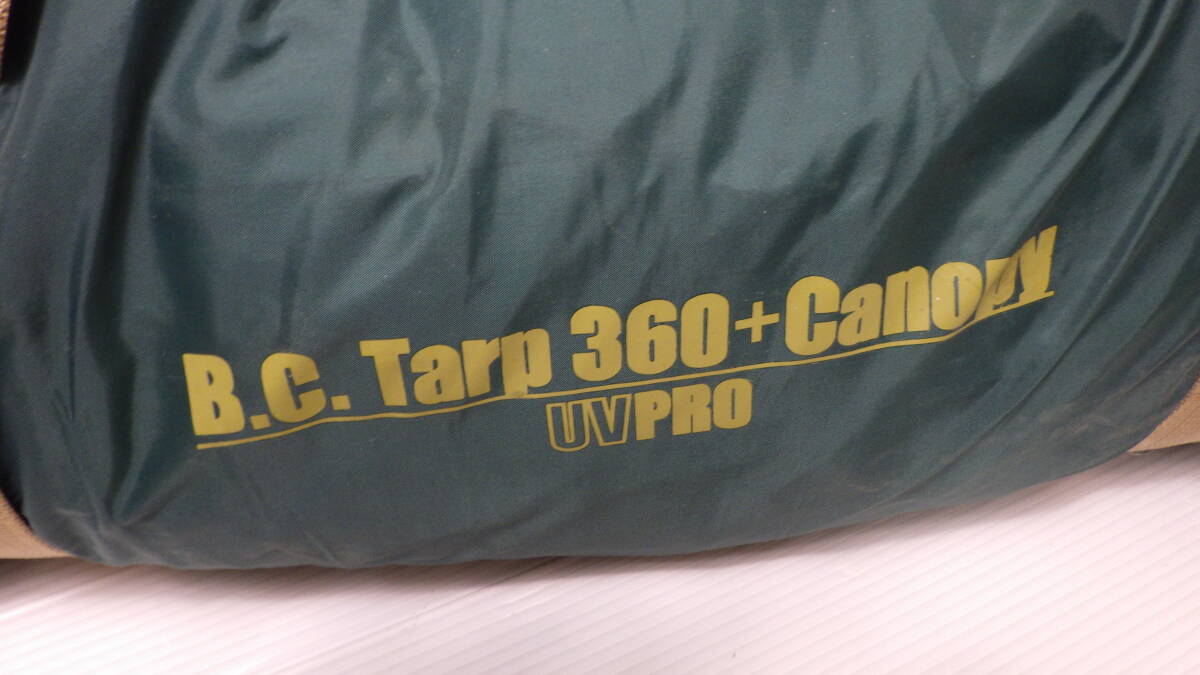 B.C. Tarp 360+Canopy
UVPRO